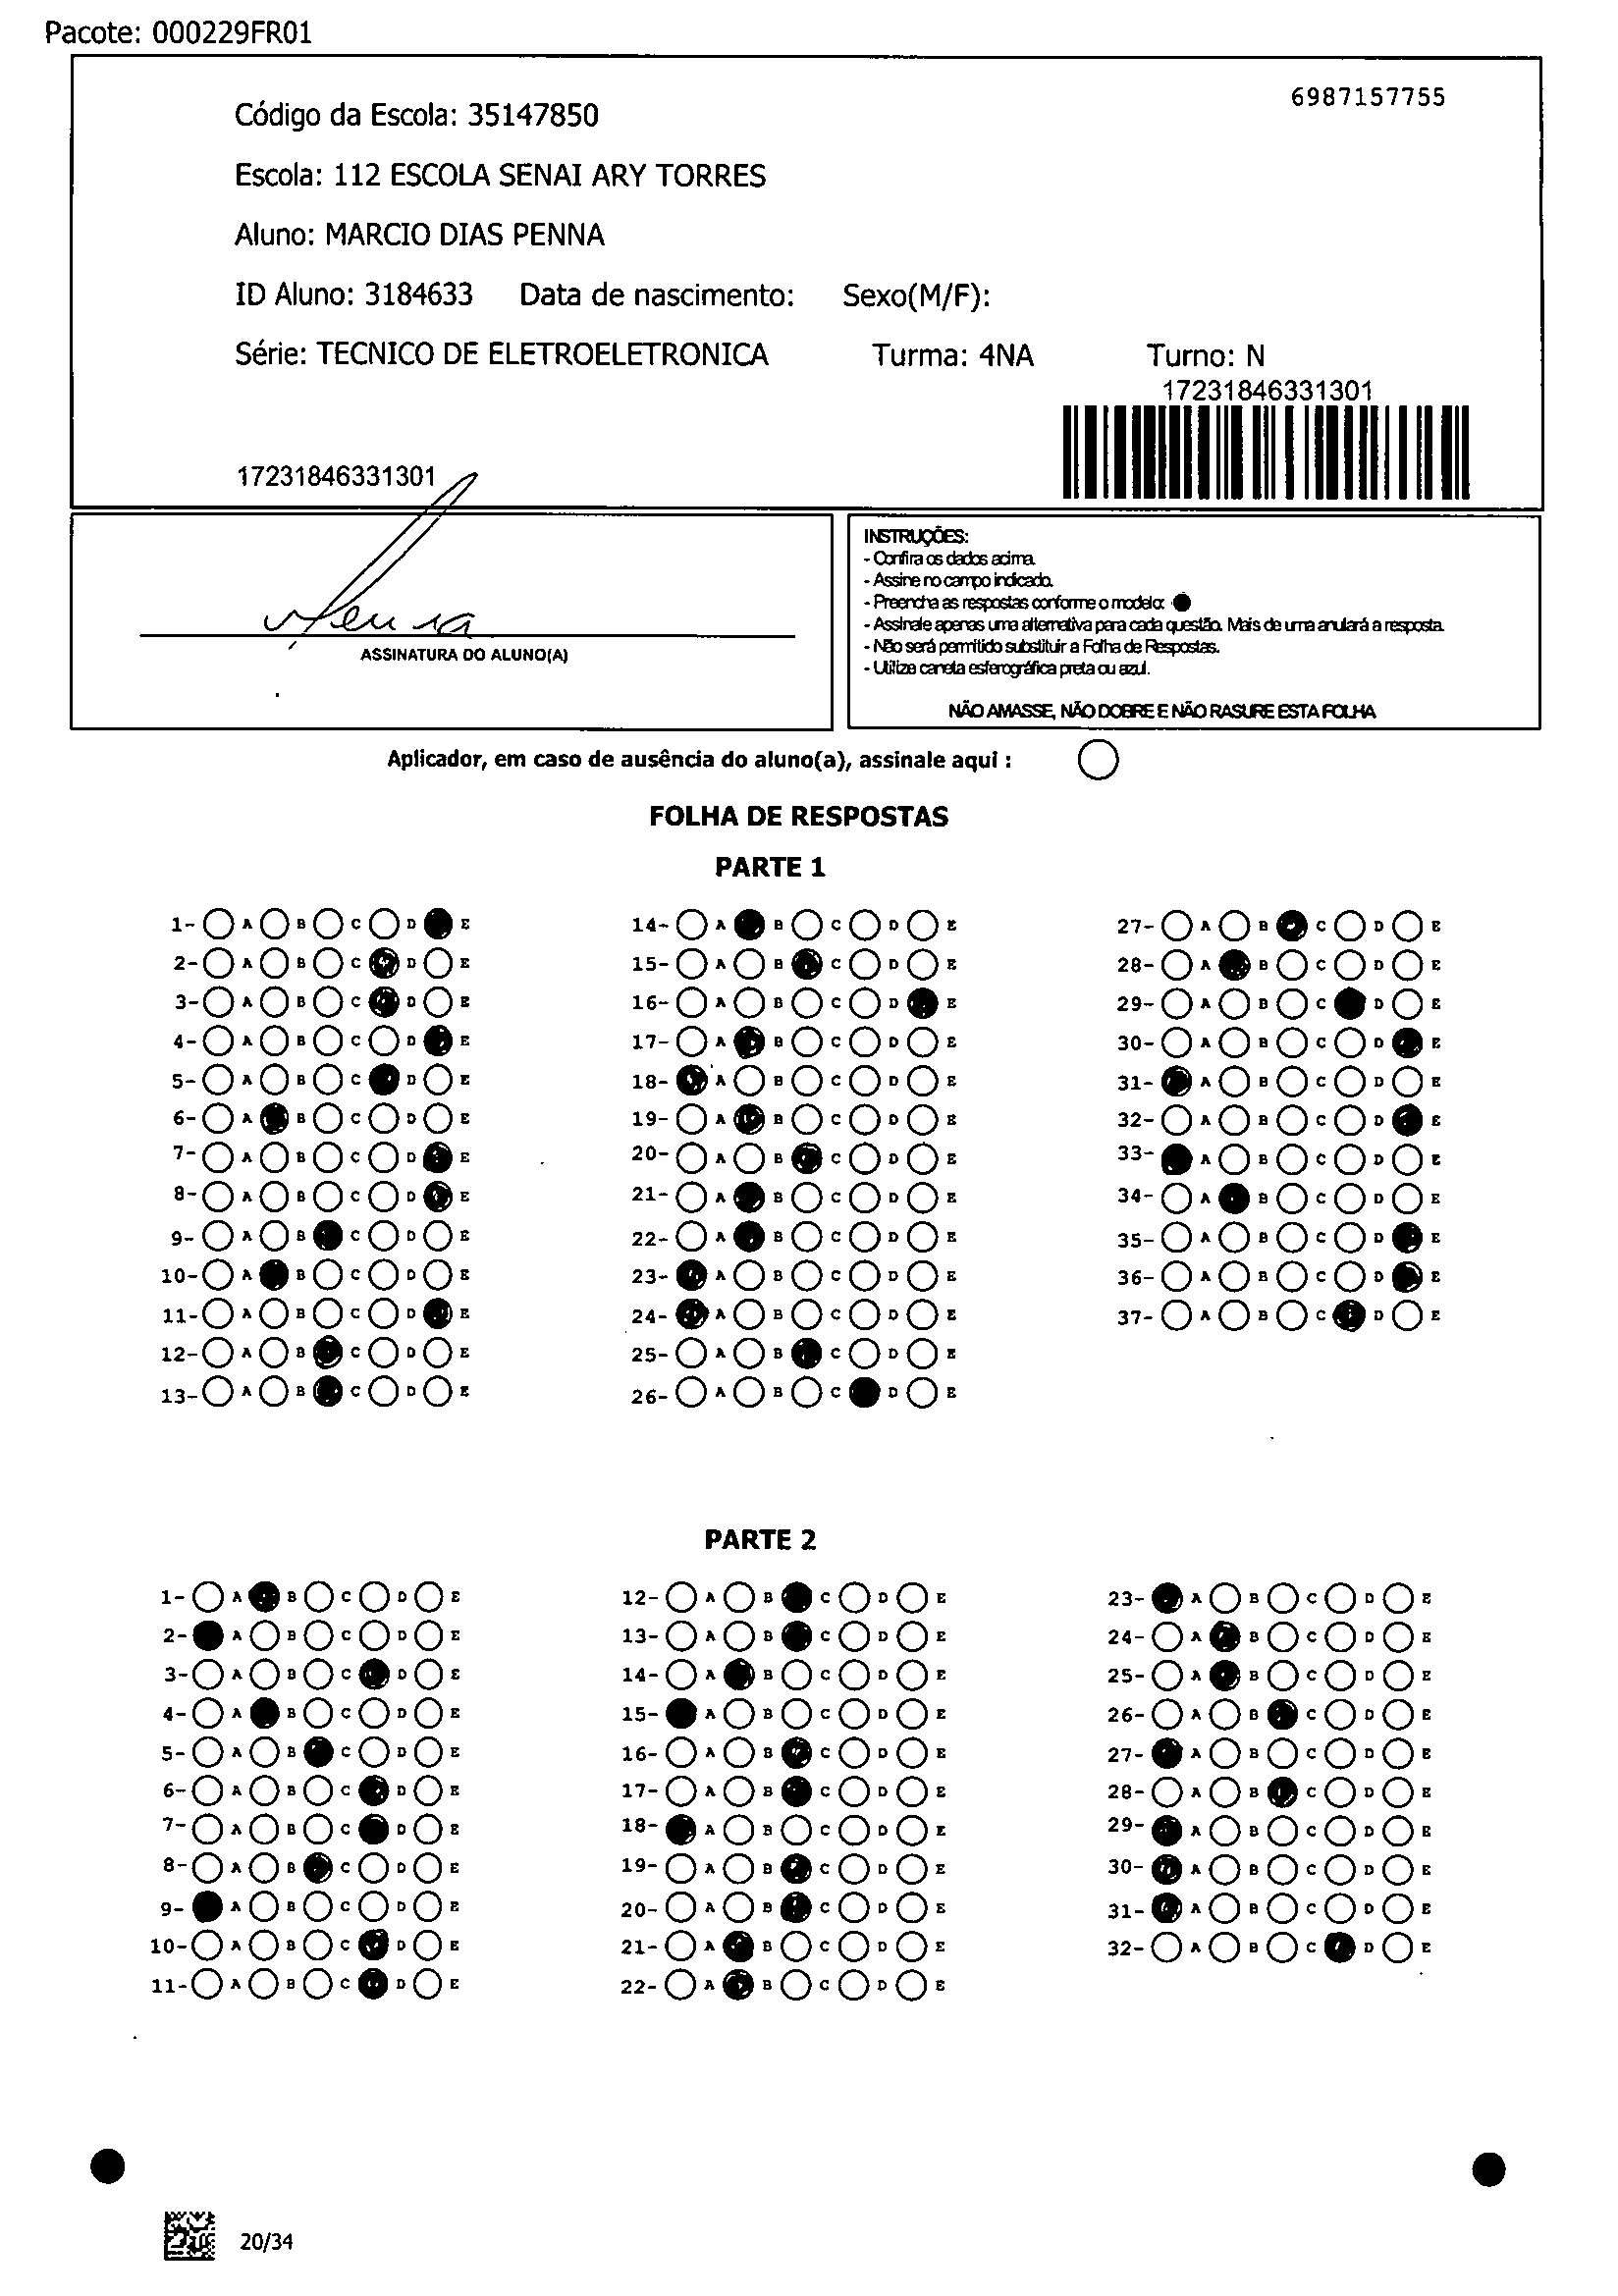 Pacote: 000229FR01
6987157755
Código da Escola: 35147850
Escola: 112 ESCOLA SENAI ARY TORRES
Aluno: MARCIO DIAS PENNA
ID Aluno: 3184633 Data de nascimento: Sexo(M/F):
Série: TECNICO DE ELETROELETRONICA Turma: 4NA Turno: N
17231846331301
17231846331301
Penna
ASSINATURA DO ALUNO(A)
INSTRUÇÕES:
- Confira os dados acima.
- Assine no campo indicado.
- Preencha as respostas conforme o modelo:
- Assinale apenas uma alternativa para cada questão. Mais de uma anulará a resposta.
- Não será permitido substituir a Folha de Respostas.
- Utilize caneta esferográfica preta ou azul.
NÃO AMASSE, NÃO DOBRE E NÃO RASURE ESTA FOLHA
Aplicador, em caso de ausência do aluno(a), assinale aqui :
FOLHA DE RESPOSTAS
PARTE 1
1- A B C D E 14- A B C D E 27- A B C D E
2- A B C D E 15- A B C D E 28- A B C D E
3- A B C D E 16- A B C D E 29- A B C D E
4- A B C D E 17- A B C D E 30- A B C D E
5- A B C D E 18- A B C D E 31- A B C D E
6- A B C D E 19- A B C D E 32- A B C D E
7- A B C D E 20- A B C D E 33- A B C D E
8- A B C D E 21- A B C D E 34- A B C D E
9- A B C D E 22- A B C D E 35- A B C D E
10- A B C D E 23- A B C D E 36- A B C D E
11- A B C D E 24- A B C D E 37- A B C D E
12- A B C D E 25- A B C D E
13- A B C D E 26- A B C D E
PARTE 2
1- A B C D E 12- A B C D E 23- A B C D E
2- A B C D E 13- A B C D E 24- A B C D E
3- A B C D E 14- A B C D E 25- A B C D E
4- A B C D E 15- A B C D E 26- A B C D E
5- A B C D E 16- A B C D E 27- A B C D E
6- A B C D E 17- A B C D E 28- A B C D E
7- A B C D E 18- A B C D E 29- A B C D E
8- A B C D E 19- A B C D E 30- A B C D E
9- A B C D E 20- A B C D E 31- A B C D E
10- A B C D E 21- A B C D E 32- A B C D E
11- A B C D E 22- A B C D E
20/34